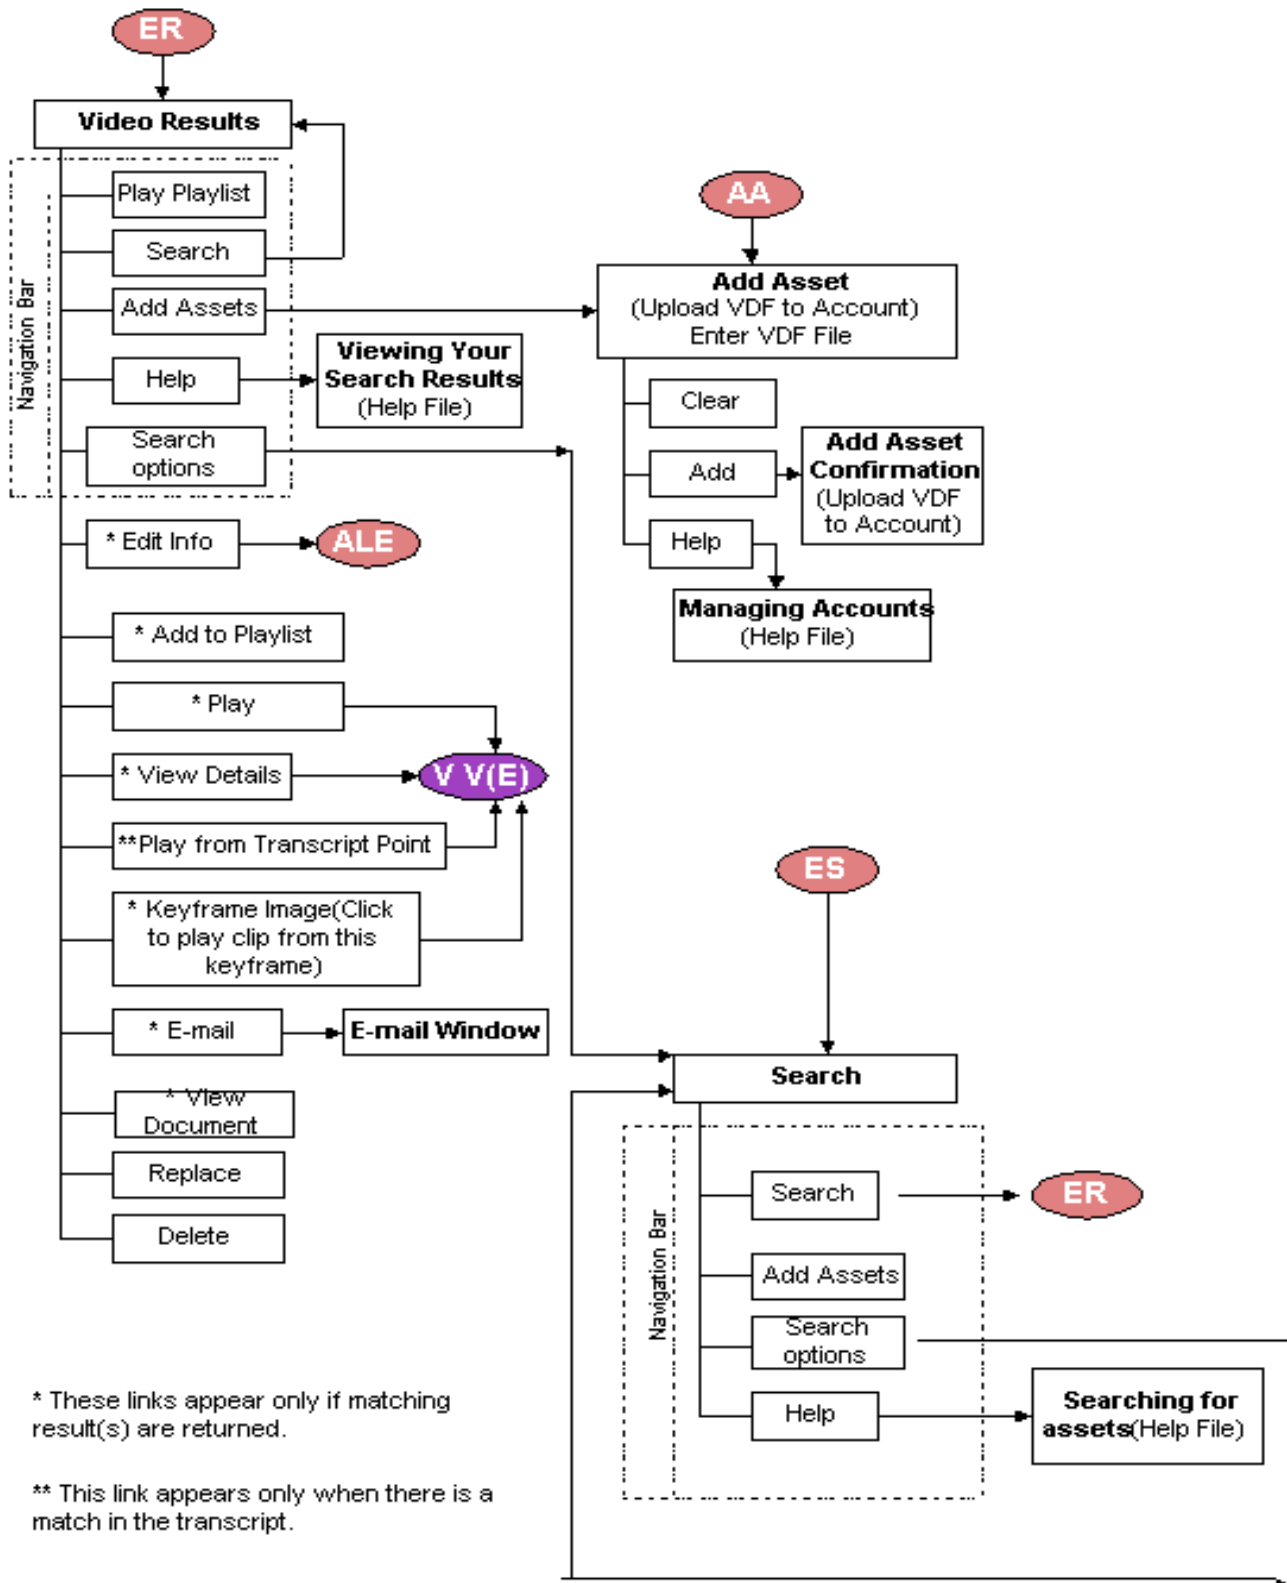 ER
Video Results
Navigation Bar
Play Playlist
Search
Add Assets
Help
Viewing Your
Search Results
(Help File)
Search
options
* Edit Info
ALE
* Add to Playlist
* Play
* View Details
V V(E)
**Play from Transcript Point
* Keyframe Image(Click
to play clip from this
keyframe)
* E-mail
E-mail Window
* View
Document
Replace
Delete
* These links appear only if matching
result(s) are returned.
** This link appears only when there is a
match in the transcript.
AA
Add Asset
(Upload VDF to Account)
Enter VDF File
Clear
Add
Add Asset
Confirmation
(Upload VDF
to Account)
Help
Managing Accounts
(Help File)
ES
Search
Navigation Bar
Search
ER
Add Assets
Search
options
Help
Searching for
assets(Help File)